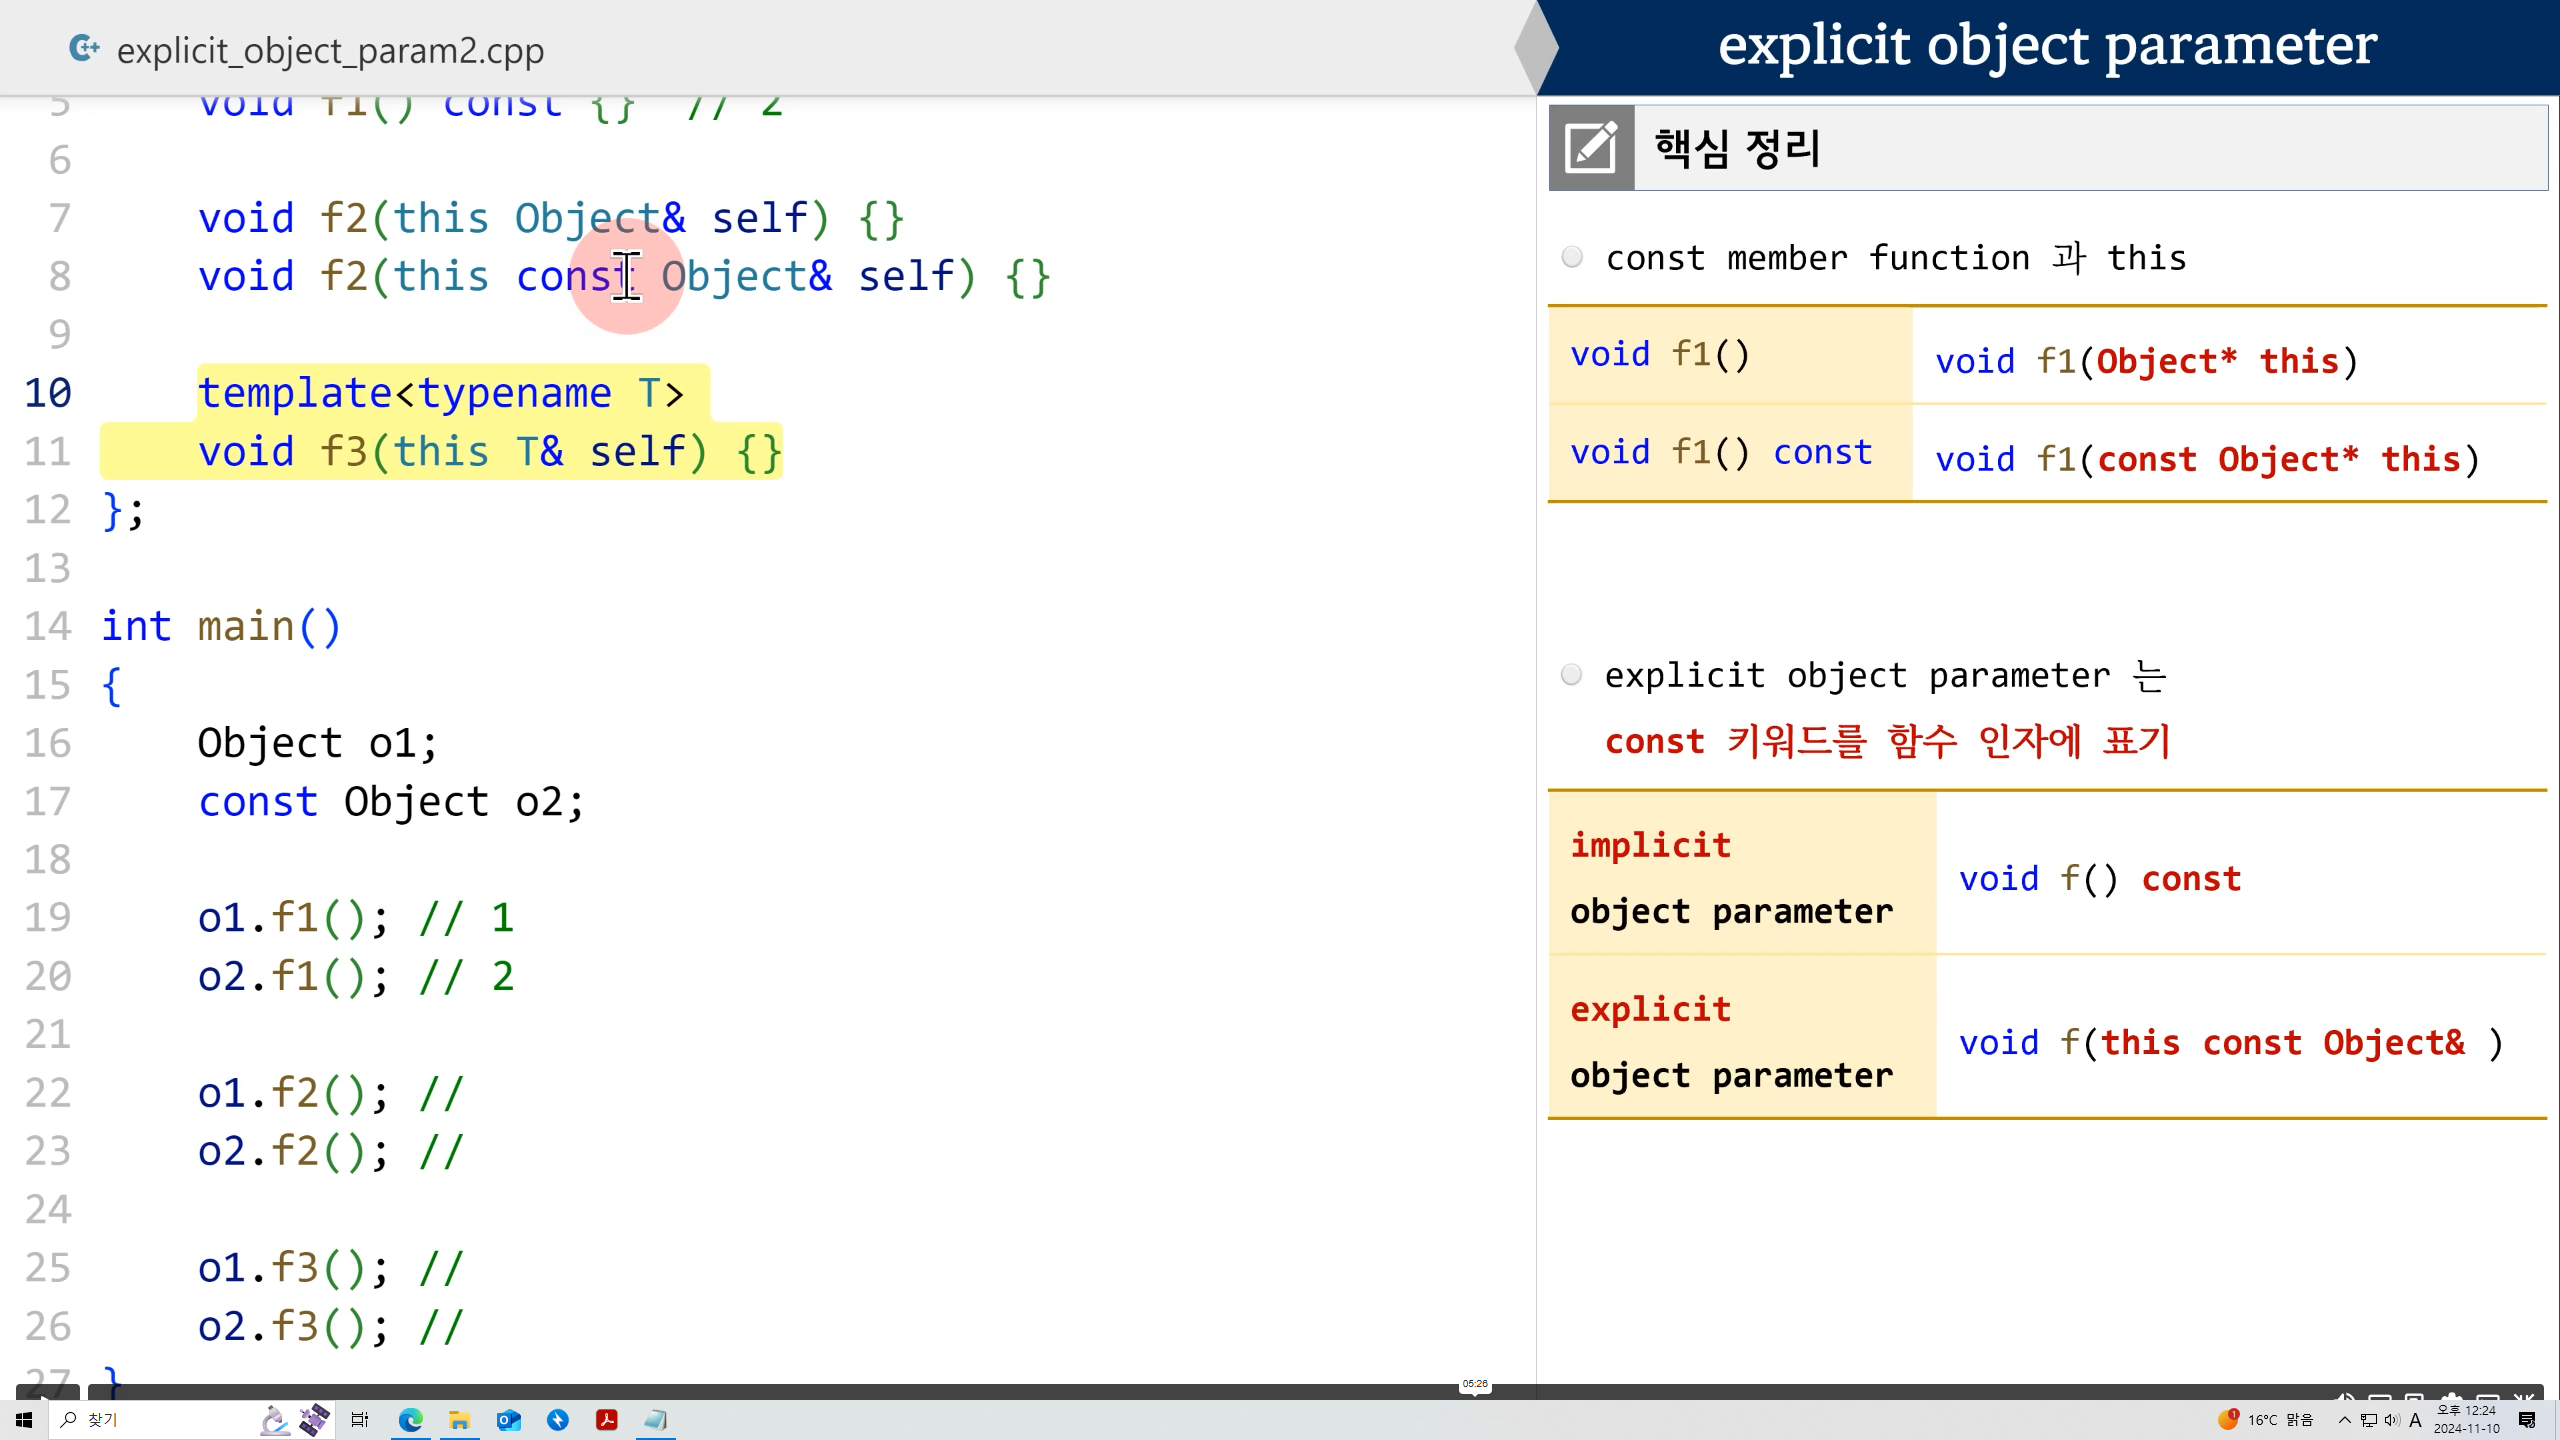 explicit_object_param2.cpp
explicit object parameter
5 void f1() const {} // 2
6
7 void f2(this Object& self) {}
8 void f2(this const Object& self) {}
9
10 template<typename T>
11 void f3(this T& self) {}
12 };
13
14 int main()
15 {
16 Object o1;
17 const Object o2;
18
19 o1.f1(); // 1
20 o2.f1(); // 2
21
22 o1.f2(); //
23 o2.f2(); //
24
25 o1.f3(); //
26 o2.f3(); //
27 }
핵심 정리
const member function 과 this
void f1() void f1(Object* this)
void f1() const void f1(const Object* this)
explicit object parameter 는
const 키워드를 함수 인자에 표기
implicit
object parameter
void f() const
explicit
object parameter
void f(this const Object& )
05:26
찾기
1
16°C 맑음
A
오후 12:24
2024-11-10